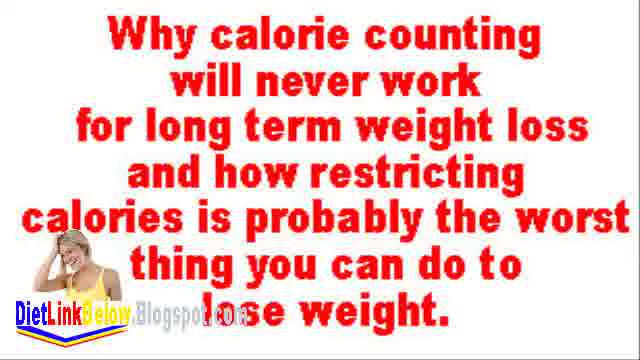 Why calorie counting
will never work
for long term weight loss
and how restricting
calories is probably the worst
thing you can do to
lose weight.
DietLinkBelow.Blogspot.com